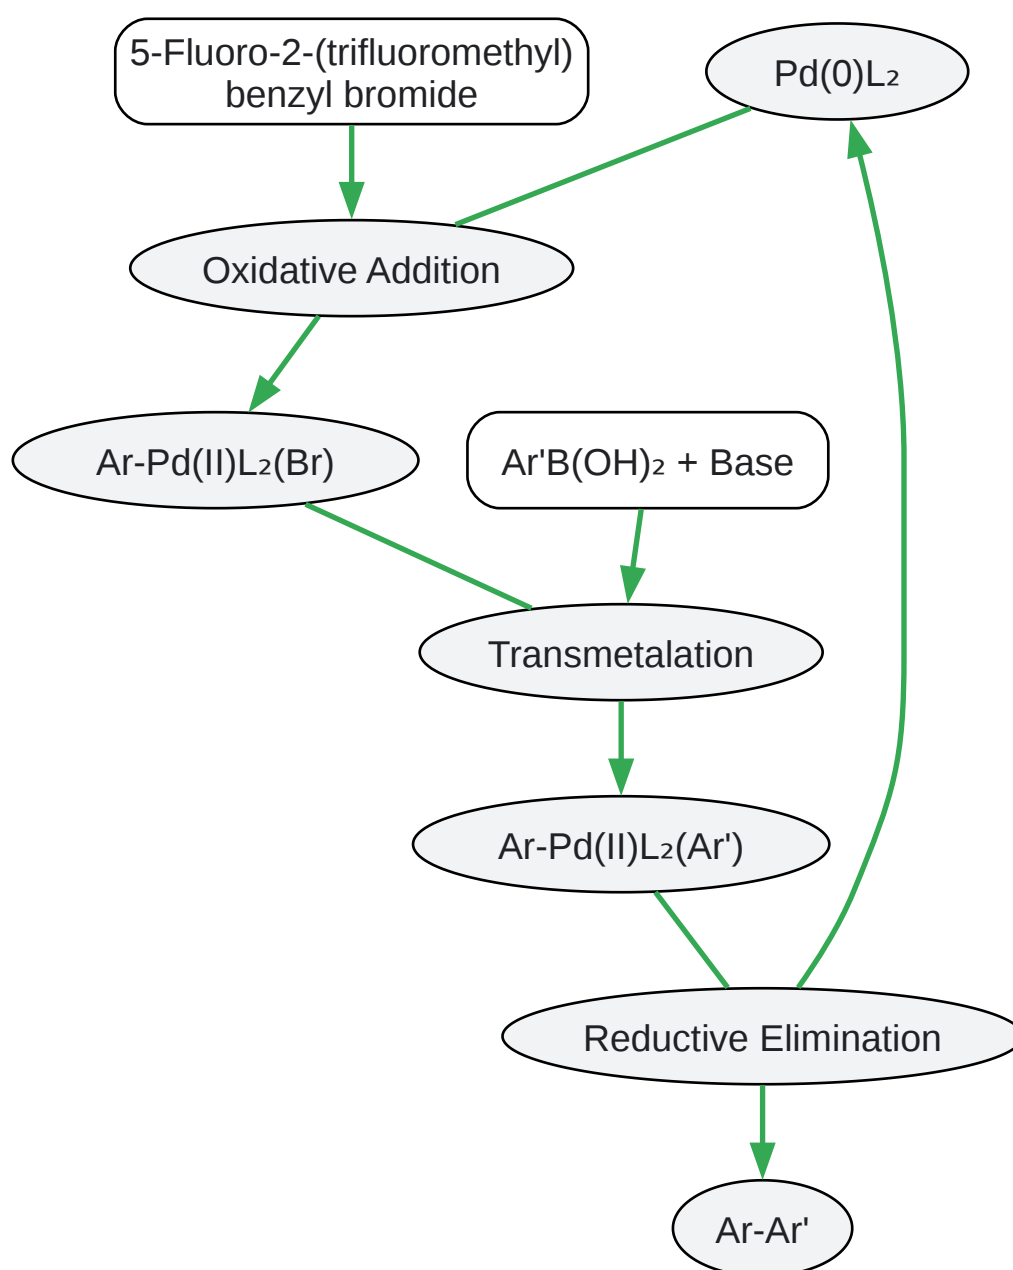 5-Fluoro-2-(trifluoromethyl)
benzyl bromide
Pd(0)L₂
Oxidative Addition
Ar-Pd(II)L₂(Br)
Ar'B(OH)₂ + Base
Transmetalation
Ar-Pd(II)L₂(Ar')
Reductive Elimination
Ar-Ar'